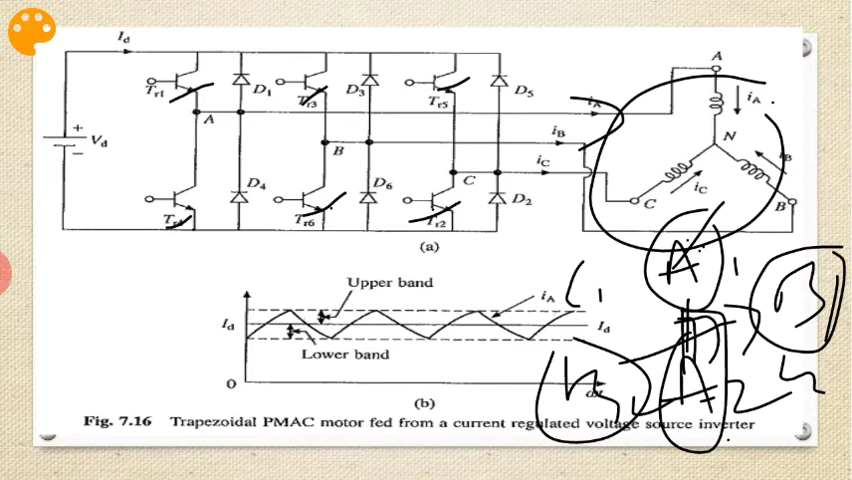 I_d
A
T_r1
D_1
T_r3
D_3
T_r5
D_5
i_A
i_A
+
V_d
−
A
i_B
N
B
i_C
i_B
C
i_C
C
B
D_4
D_6
D_2
T_r4
T_r6
T_r2
(a)
A
B
Upper band
i_A
I_d
I_d
Lower band
A
0
ωt
(b)
Fig. 7.16 Trapezoidal PMAC motor fed from a current regulated voltage source inverter